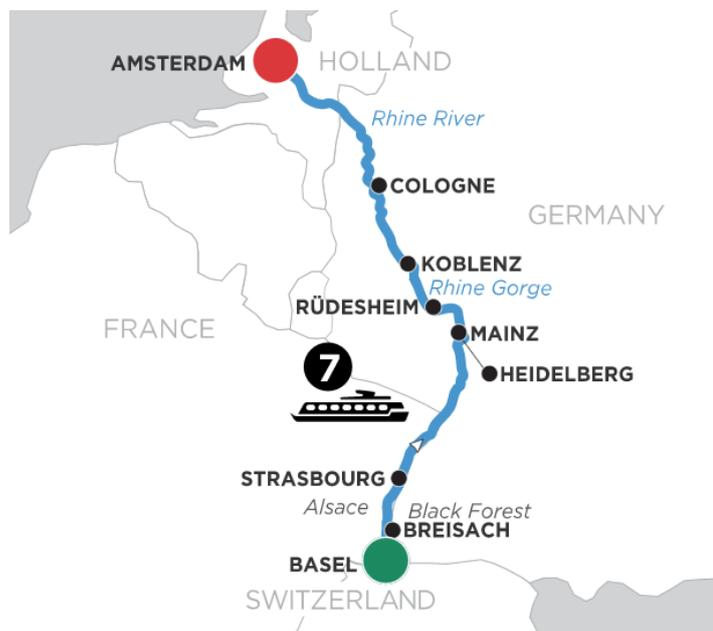 AMSTERDAM
HOLLAND
Rhine River
COLOGNE
GERMANY
KOBLENZ
Rhine Gorge
RÜDESHEIM
FRANCE
MAINZ
7
HEIDELBERG
STRASBOURG
Alsace
Black Forest
BREISACH
BASEL
SWITZERLAND